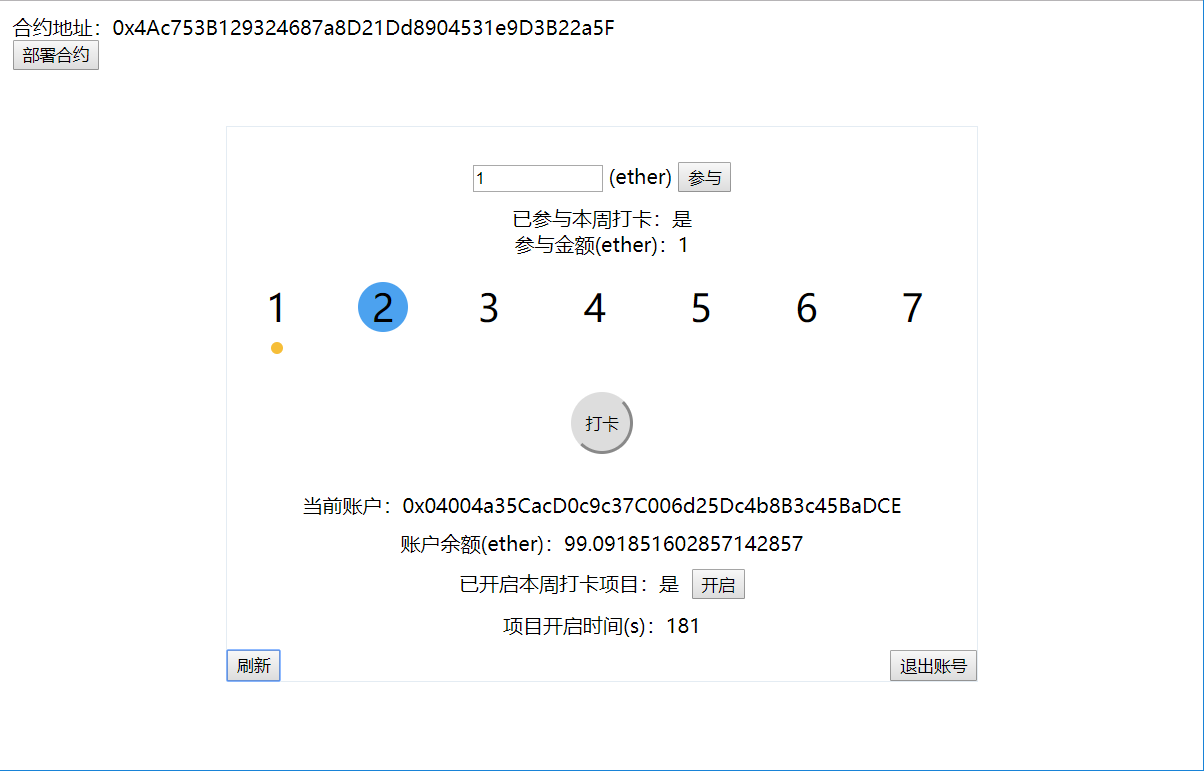 合约地址：0x4Ac753B129324687a8D21Dd8904531e9D3B22a5F
部署合约
1 (ether) 参与
已参与本周打卡：是
参与金额(ether)：1
1 2 3 4 5 6 7
打卡
当前账户：0x04004a35CacD0c9c37C006d25Dc4b8B3c45BaDCE
账户余额(ether)：99.091851602857142857
已开启本周打卡项目：是 开启
项目开启时间(s)：181
刷新 退出账号